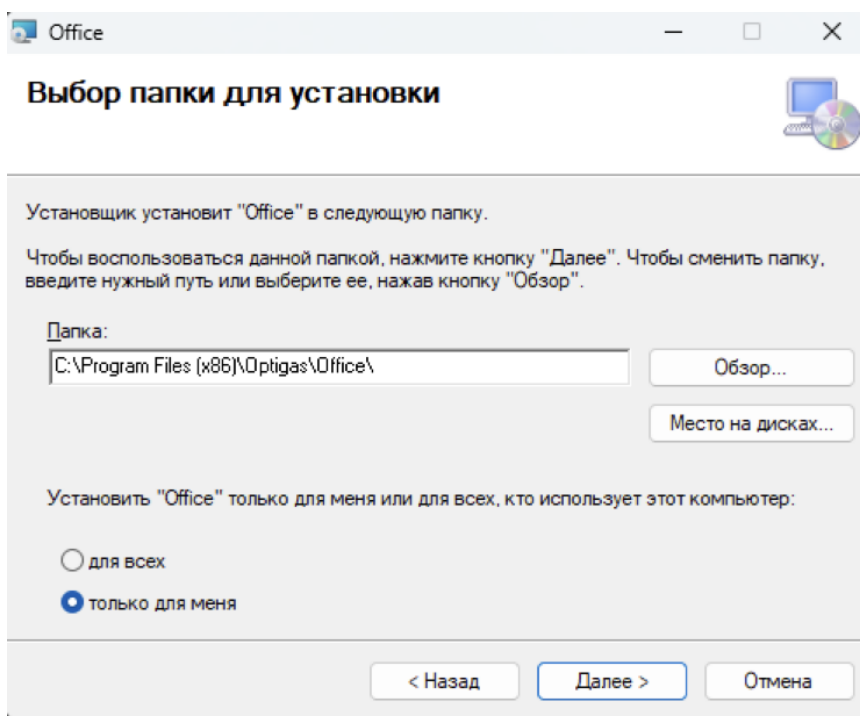 Office
Выбор папки для установки
Установщик установит "Office" в следующую папку.
Чтобы воспользоваться данной папкой, нажмите кнопку "Далее". Чтобы сменить папку,
введите нужный путь или выберите ее, нажав кнопку "Обзор".
Папка:
C:\Program Files (x86)\Optigas\Office\
Обзор...
Место на дисках...
Установить "Office" только для меня или для всех, кто использует этот компьютер:
для всех
только для меня
< Назад
Далее >
Отмена